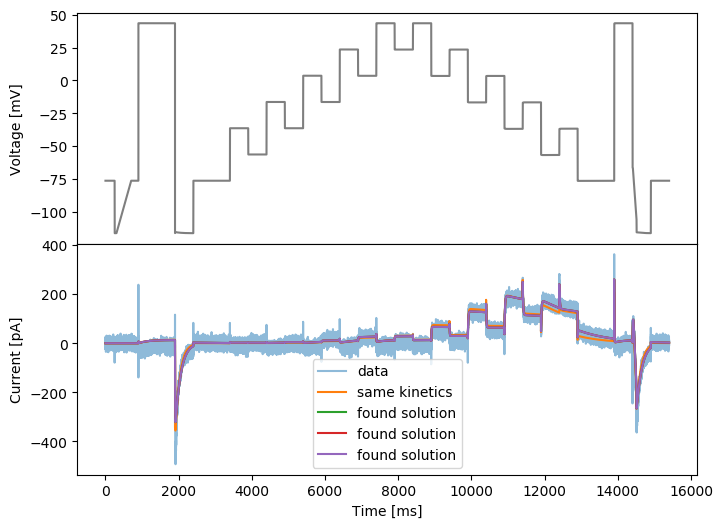 50
25
0
−25
−50
−75
−100
Voltage [mV]
400
200
0
−200
−400
Current [pA]
data
same kinetics
found solution
found solution
found solution
0 2000 4000 6000 8000 10000 12000 14000 16000
Time [ms]